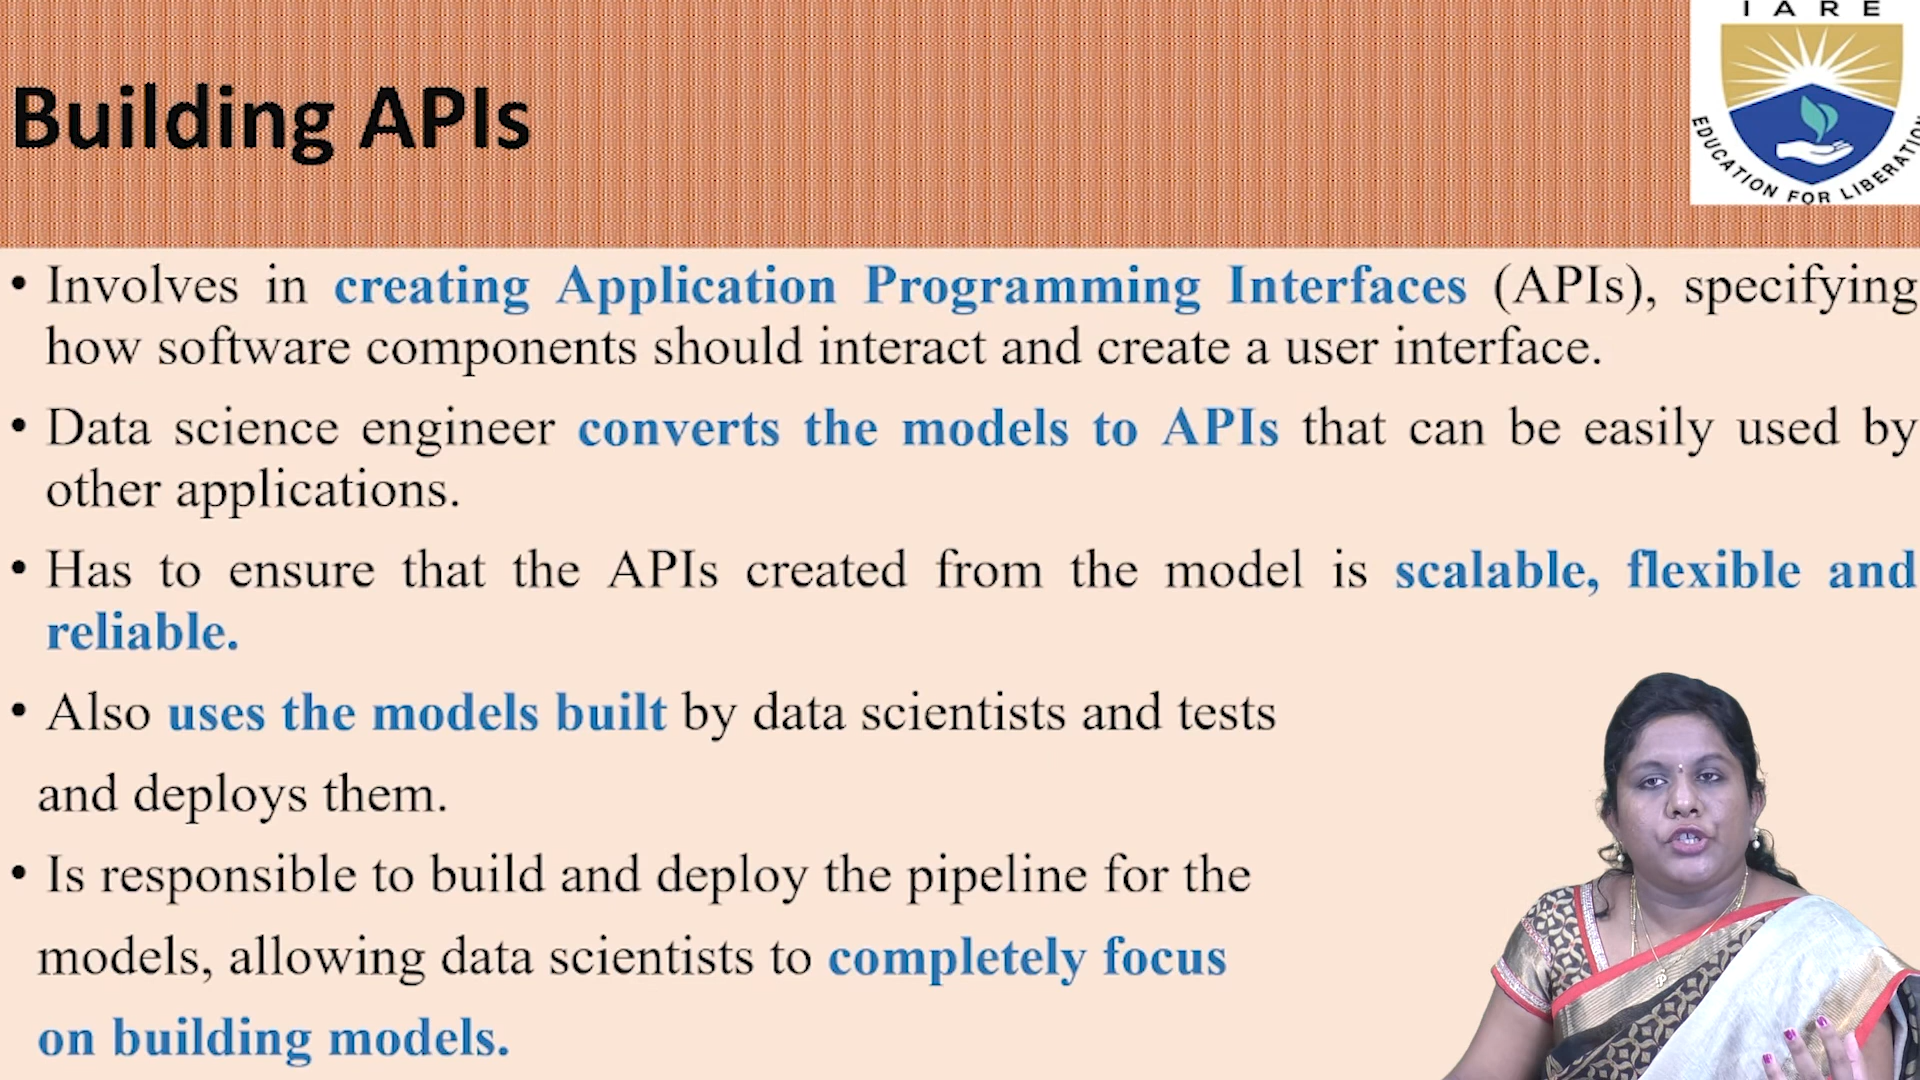 I A R E
EDUCATION FOR LIBERATION
Building APIs
• Involves in creating Application Programming Interfaces (APIs), specifying
how software components should interact and create a user interface.
• Data science engineer converts the models to APIs that can be easily used by
other applications.
• Has to ensure that the APIs created from the model is scalable, flexible and
reliable.
• Also uses the models built by data scientists and tests
and deploys them.
• Is responsible to build and deploy the pipeline for the
models, allowing data scientists to completely focus
on building models.